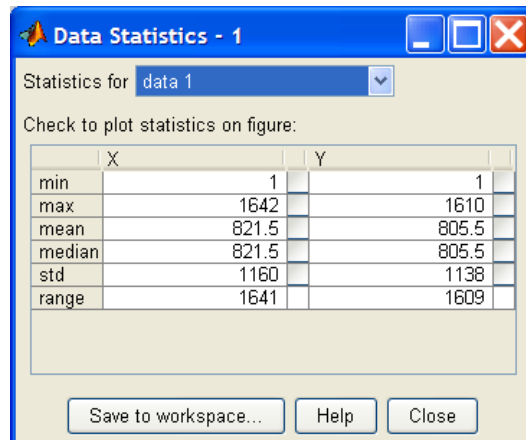 Data Statistics - 1
Statistics for data 1
Check to plot statistics on figure:
X Y
min 1 1
max 1642 1610
mean 821.5 805.5
median 821.5 805.5
std 1160 1138
range 1641 1609
Save to workspace... Help Close